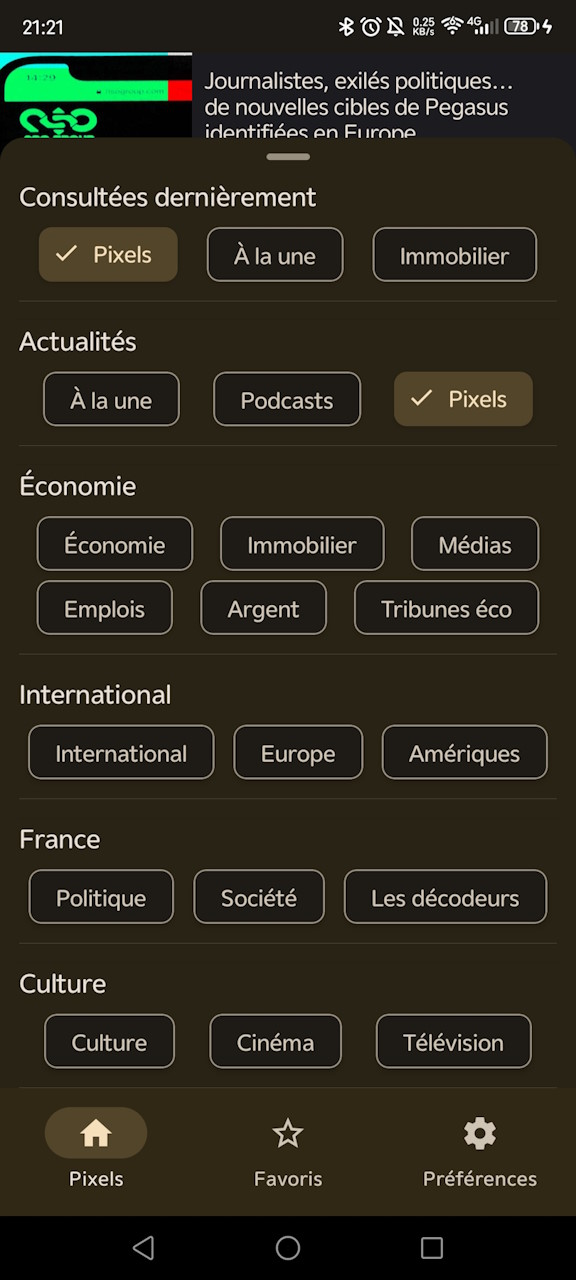 21:21
0.25
KB/s
4G
78
14:29
Journalistes, exilés politiques…
de nouvelles cibles de Pegasus
identifiées en Europe
Consultées dernièrement
Pixels
À la une
Immobilier
Actualités
À la une
Podcasts
Pixels
Économie
Économie
Immobilier
Médias
Emplois
Argent
Tribunes éco
International
International
Europe
Amériques
France
Politique
Société
Les décodeurs
Culture
Culture
Cinéma
Télévision
Pixels
Favoris
Préférences